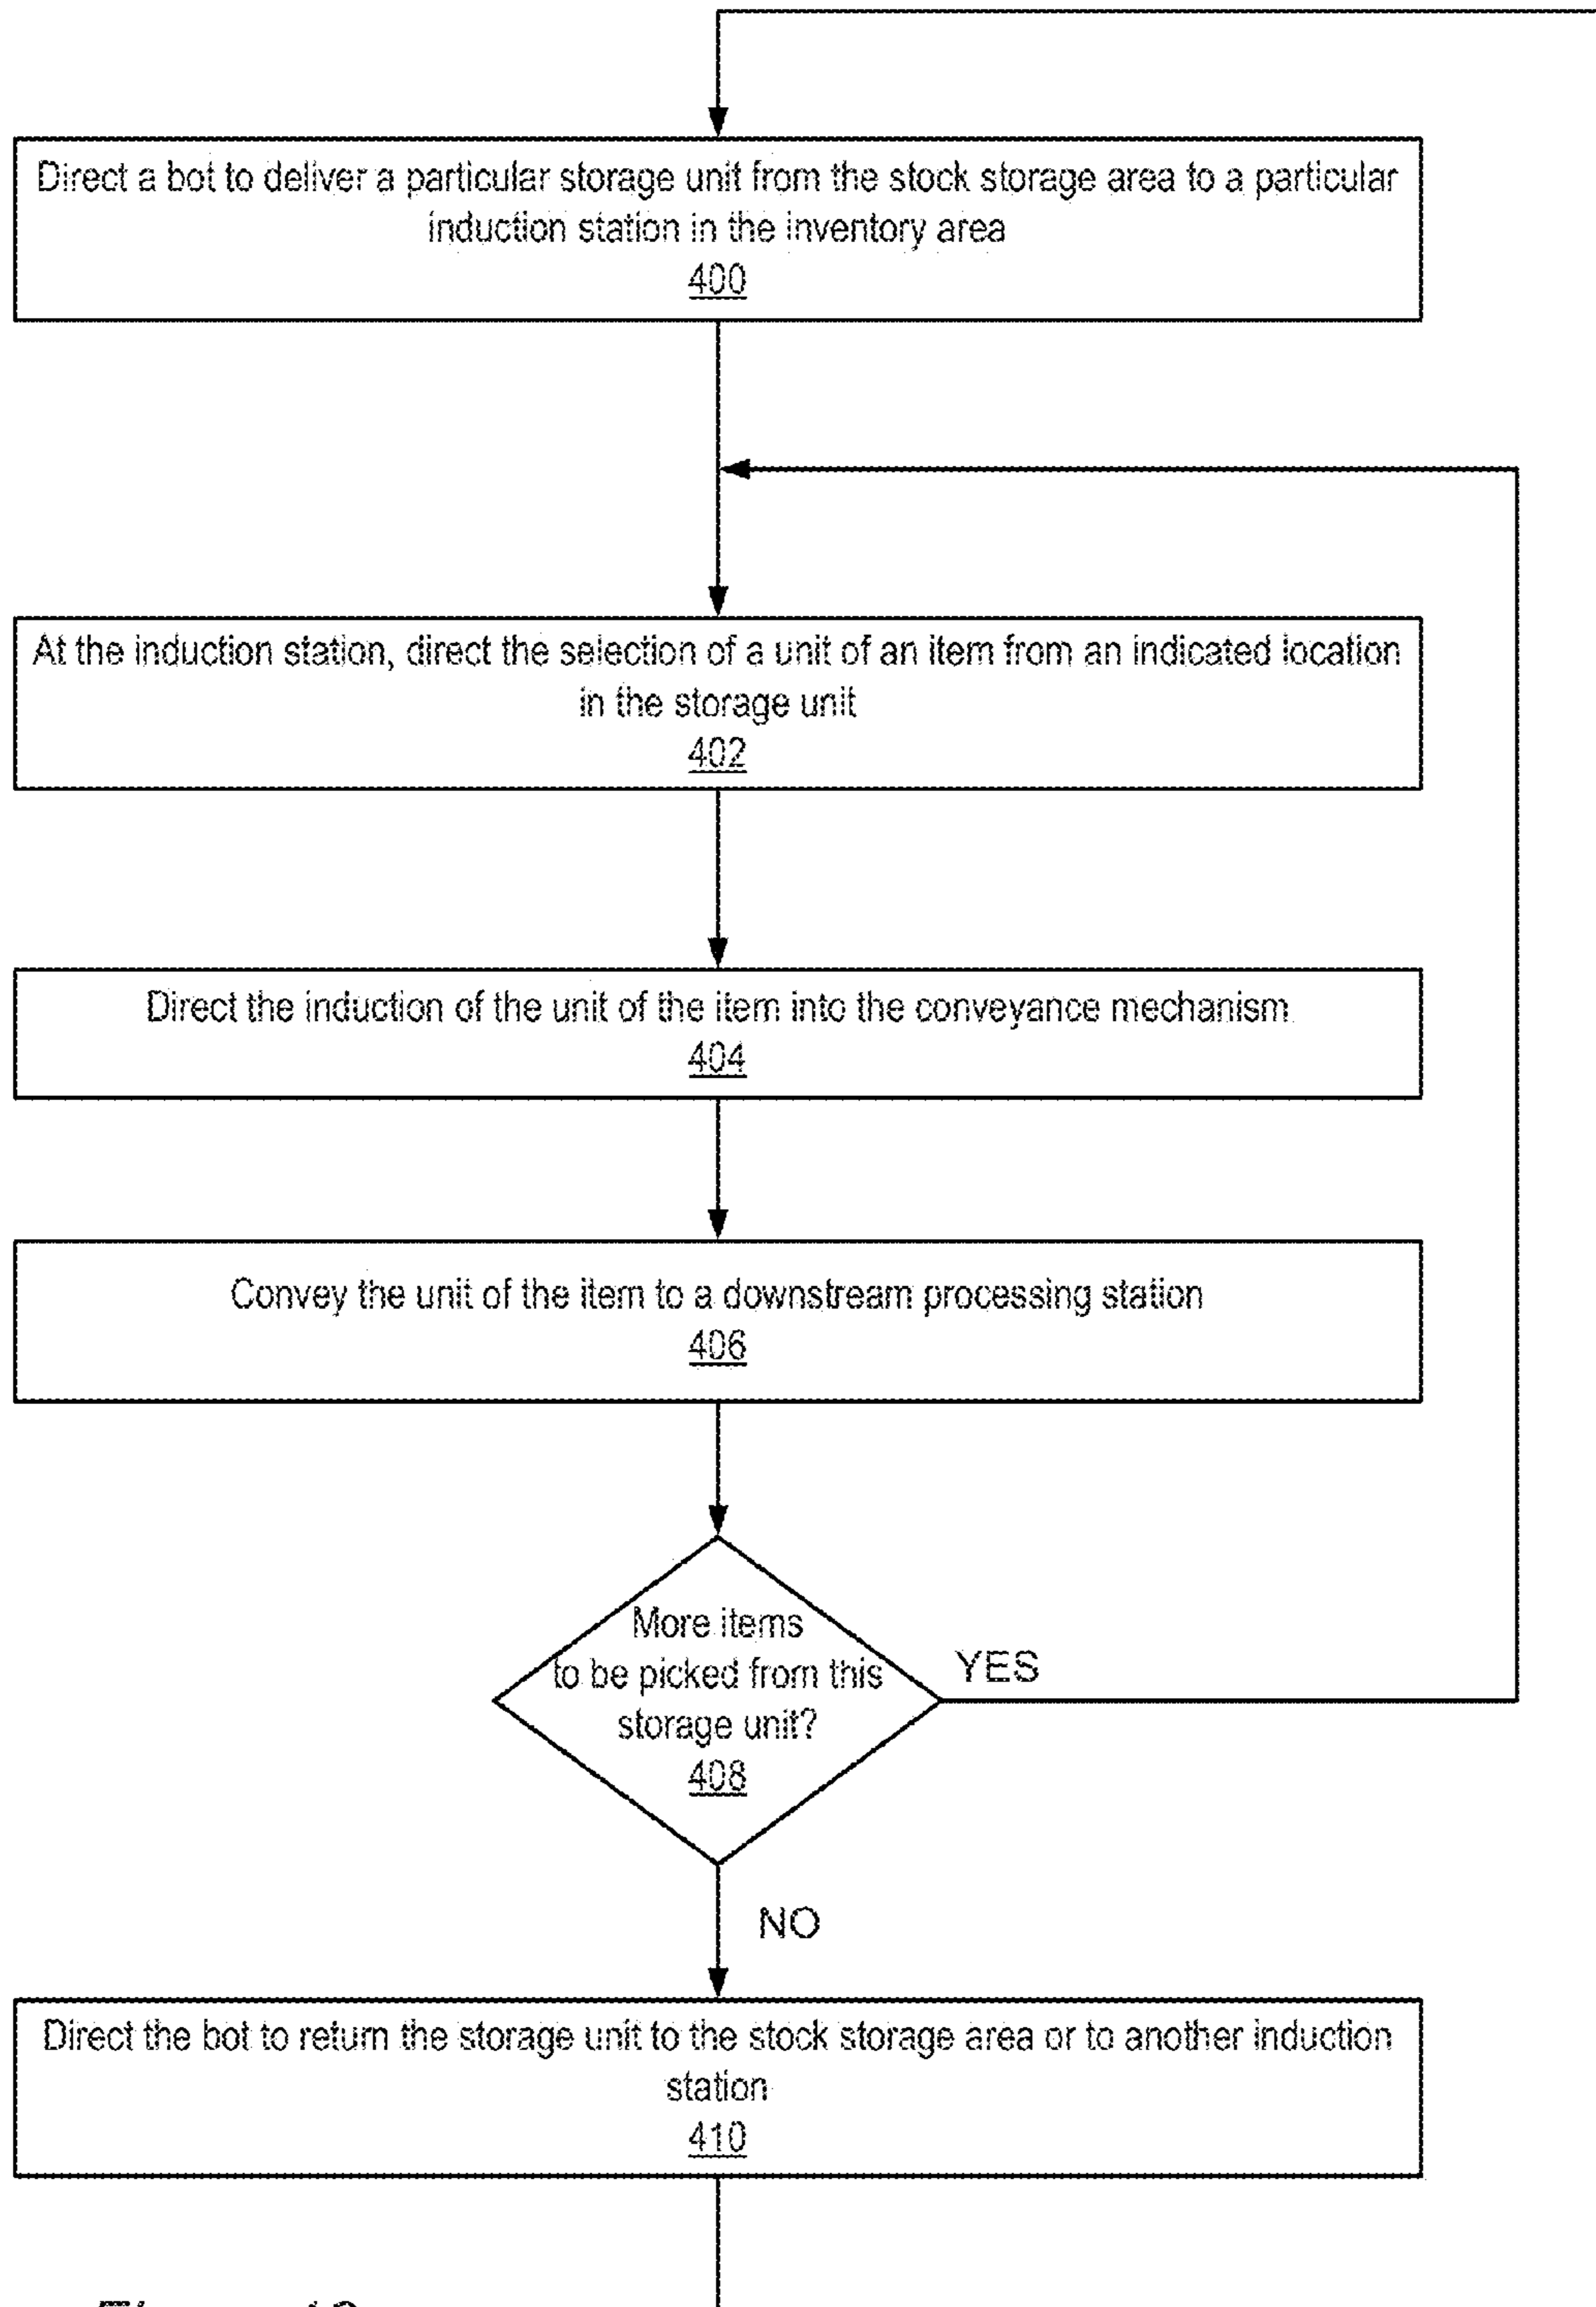 Direct a bot to deliver a particular storage unit from the stock storage area to a particular
induction station in the inventory area
400
At the induction station, direct the selection of a unit of an item from an indicated location
in the storage unit
402
Direct the induction of the unit of the item into the conveyance mechanism
404
Convey the unit of the item to a downstream processing station
406
More items
to be picked from this
storage unit?
408
YES
NO
Direct the bot to return the storage unit to the stock storage area or to another induction
station
410